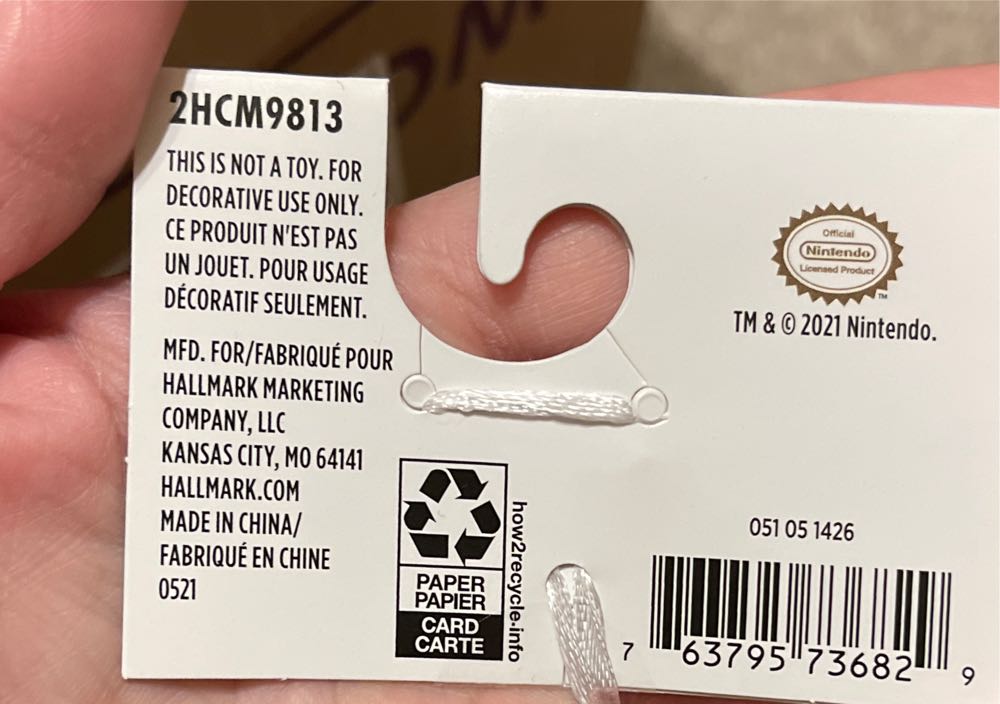 2HCM9813
THIS IS NOT A TOY. FOR
DECORATIVE USE ONLY.
CE PRODUIT N'EST PAS
UN JOUET. POUR USAGE
DÉCORATIF SEULEMENT.
MFD. FOR/FABRIQUÉ POUR
HALLMARK MARKETING
COMPANY, LLC
KANSAS CITY, MO 64141
HALLMARK.COM
MADE IN CHINA/
FABRIQUÉ EN CHINE
0521
PAPER
PAPIER
CARD
CARTE
how2recycle.info
Official
Nintendo
Licensed Product
TM
TM & © 2021 Nintendo.
051 05 1426
7 63795 73682 9